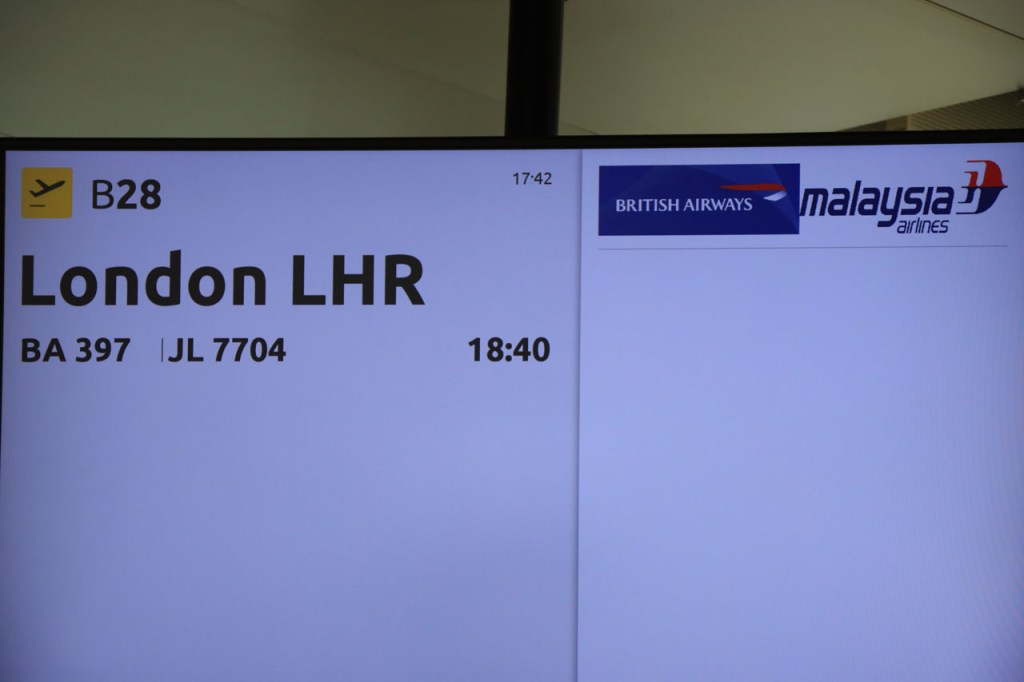 B28
17:42
London LHR
BA 397 | JL 7704
18:40
BRITISH AIRWAYS
malaysia
airlines